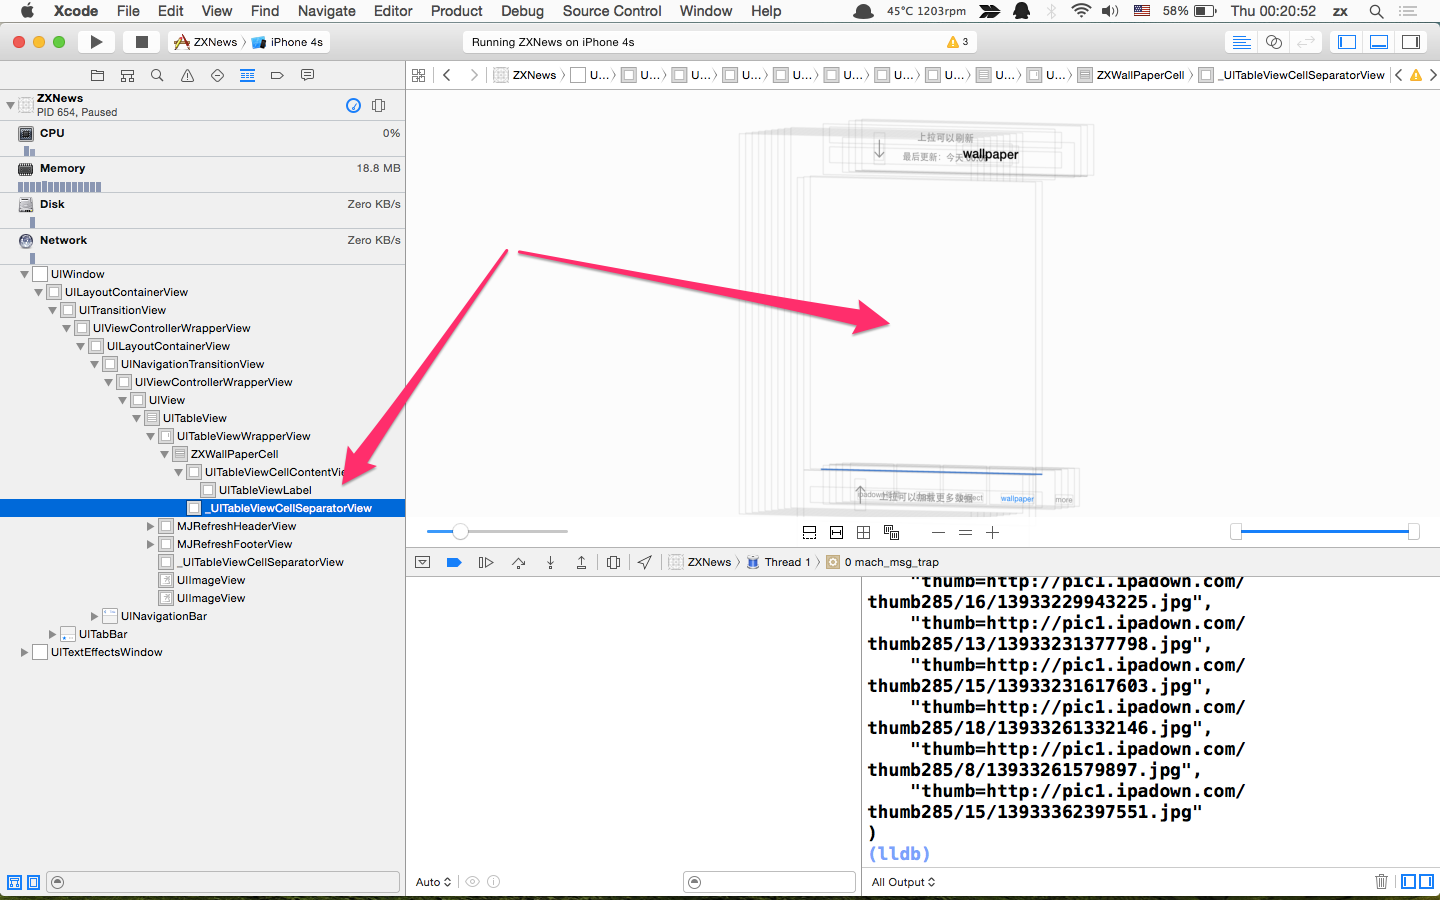 Xcode File Edit View Find Navigate Editor Product Debug Source Control Window Help 45°C 1203rpm 58% Thu 00:20:52 zx
ZXNews iPhone 4s Running ZXNews on iPhone 4s 3
ZXNews U... U... U... U... U... U... U... U... U... U... ZXWallPaperCell _UITableViewCellSeparatorView
ZXNews
PID 654, Paused
CPU 0%
Memory 18.8 MB
Disk Zero KB/s
Network Zero KB/s
UIWindow
UILayoutContainerView
UITransitionView
UIViewControllerWrapperView
UILayoutContainerView
UINavigationTransitionView
UIViewControllerWrapperView
UIView
UITableView
UITableViewWrapperView
ZXWallPaperCell
UITableViewCellContentVie
UITableViewLabel
_UITableViewCellSeparatorView
MJRefreshHeaderView
MJRefreshFooterView
_UITableViewCellSeparatorView
UIImageView
UIImageView
UINavigationBar
UITabBar
UITextEffectsWindow
上拉可以刷新
最后更新：今天
wallpaper
上拉可以加载更多数据
wallpaper
more
ZXNews Thread 1 0 mach_msg_trap
"thumb=http://pic1.ipadown.com/
thumb285/16/13933229943225.jpg",
"thumb=http://pic1.ipadown.com/
thumb285/13/13933231377798.jpg",
"thumb=http://pic1.ipadown.com/
thumb285/15/13933231617603.jpg",
"thumb=http://pic1.ipadown.com/
thumb285/18/13933261332146.jpg",
"thumb=http://pic1.ipadown.com/
thumb285/8/13933261579897.jpg",
"thumb=http://pic1.ipadown.com/
thumb285/15/13933362397551.jpg"
)
(lldb)
Auto
All Output